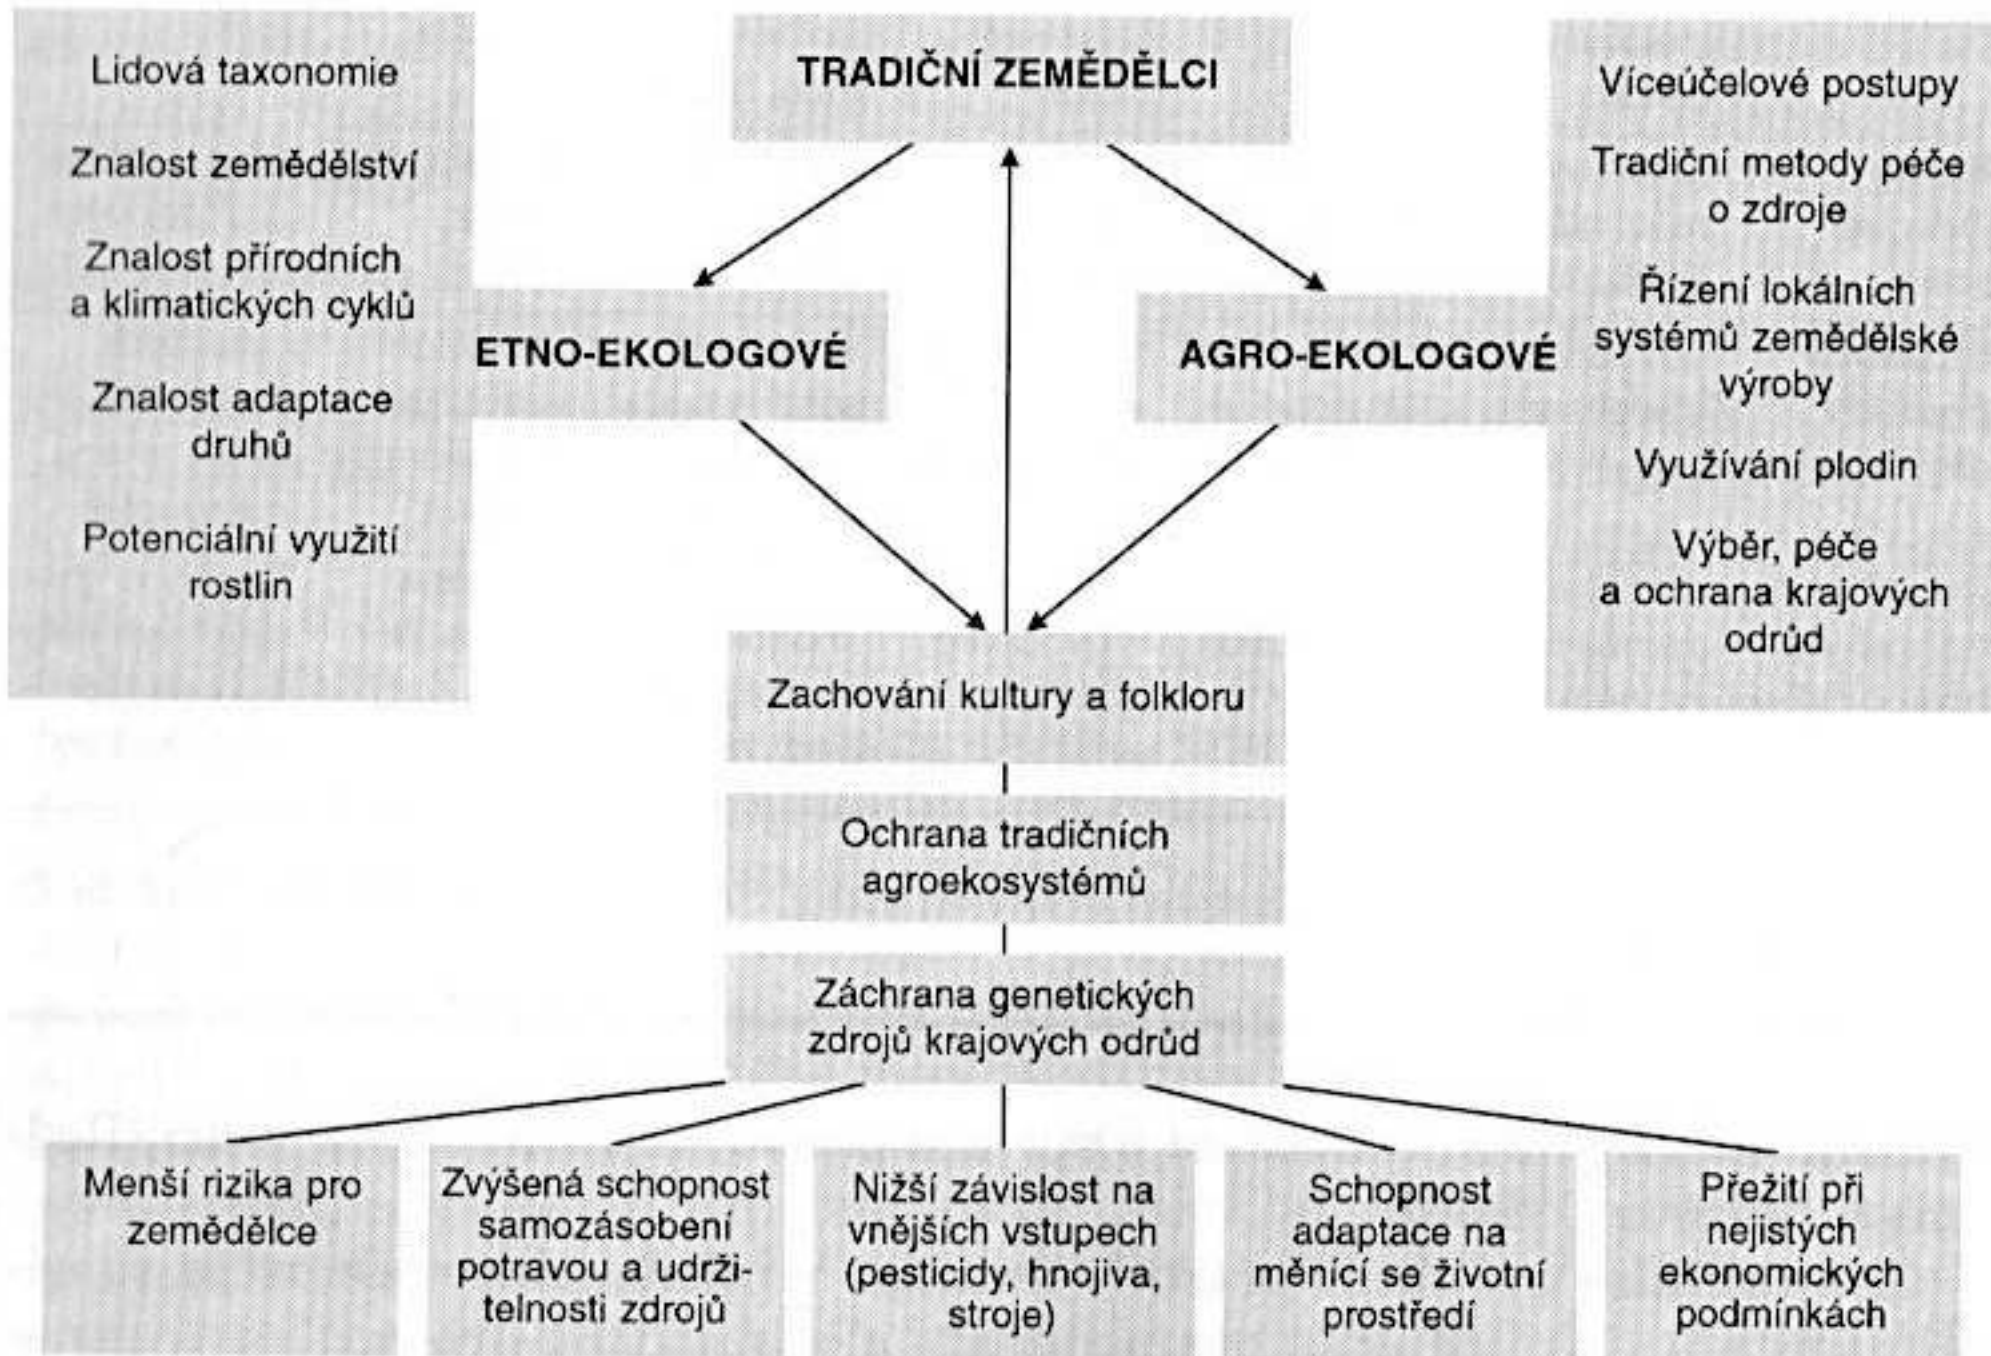 Lidová taxonomie
Znalost zemědělství
Znalost přírodních
a klimatických cyklů
Znalost adaptace
druhů
Potenciální využití
rostlin
TRADIČNÍ ZEMĚDĚLCI
ETNO-EKOLOGOVÉ
AGRO-EKOLOGOVÉ
Víceúčelové postupy
Tradiční metody péče
o zdroje
Řízení lokálních
systémů zemědělské
výroby
Využívání plodin
Výběr, péče
a ochrana krajových
odrůd
Zachování kultury a folkloru
Ochrana tradičních
agroekosystémů
Záchrana genetických
zdrojů krajových odrůd
Menší rizika pro
zemědělce
Zvýšená schopnost
samozásobení
potravou a udrži-
telnosti zdrojů
Nižší závislost na
vnějších vstupech
(pesticidy, hnojiva,
stroje)
Schopnost
adaptace na
měnící se životní
prostředí
Přežití při
nejistých
ekonomických
podmínkách